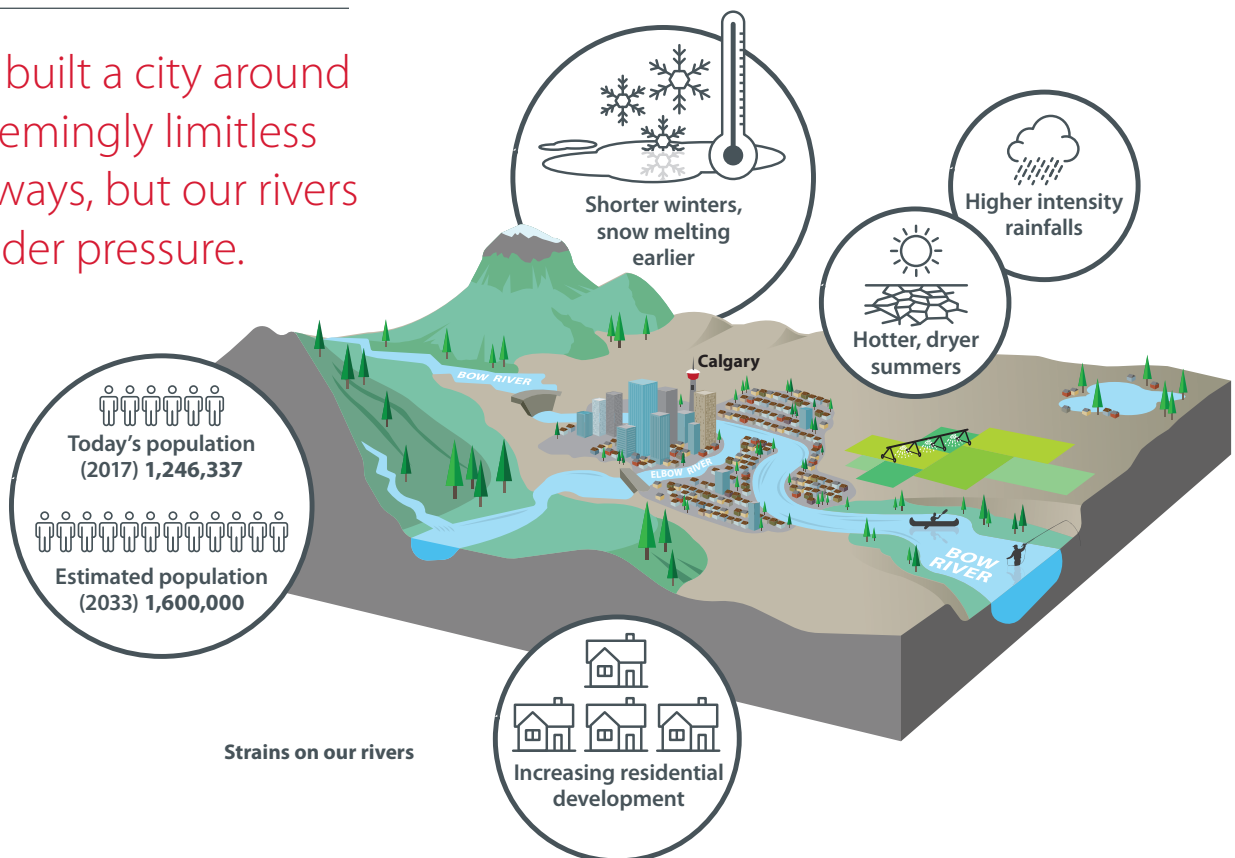 built a city around
emingly limitless
ways, but our rivers
der pressure.
Shorter winters,
snow melting
earlier
Higher intensity
rainfalls
Hotter, dryer
summers
Calgary
BOW RIVER
ELBOW RIVER
BOW
RIVER
Today's population
(2017) 1,246,337
Estimated population
(2033) 1,600,000
Strains on our rivers
Increasing residential
development